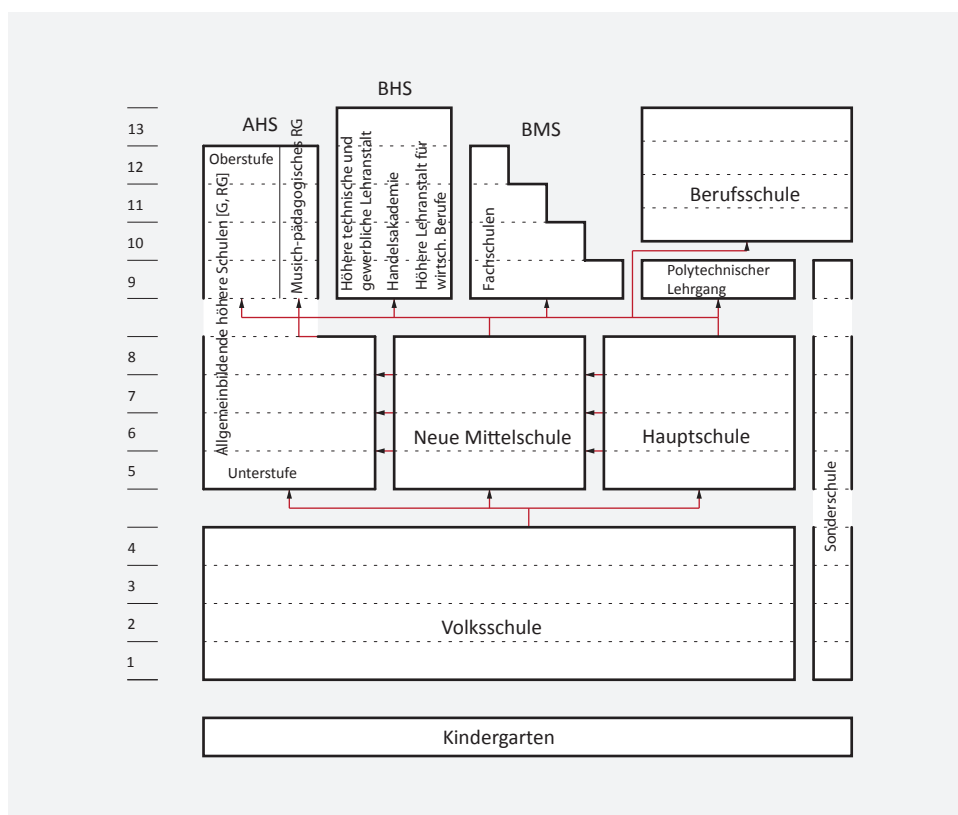 BHS
AHS
BMS
13
12
11
10
9
8
7
6
5
4
3
2
1
Oberstufe
Allgemeinbildende höhere Schulen [G, RG]
Musich-pädagogisches RG
Höhere technische und
gewerbliche Lehranstalt
Handelsakademie
Höhere Lehranstalt für
wirtsch. Berufe
Fachschulen
Berufsschule
Polytechnischer
Lehrgang
Unterstufe
Neue Mittelschule
Hauptschule
Sonderschule
Volksschule
Kindergarten